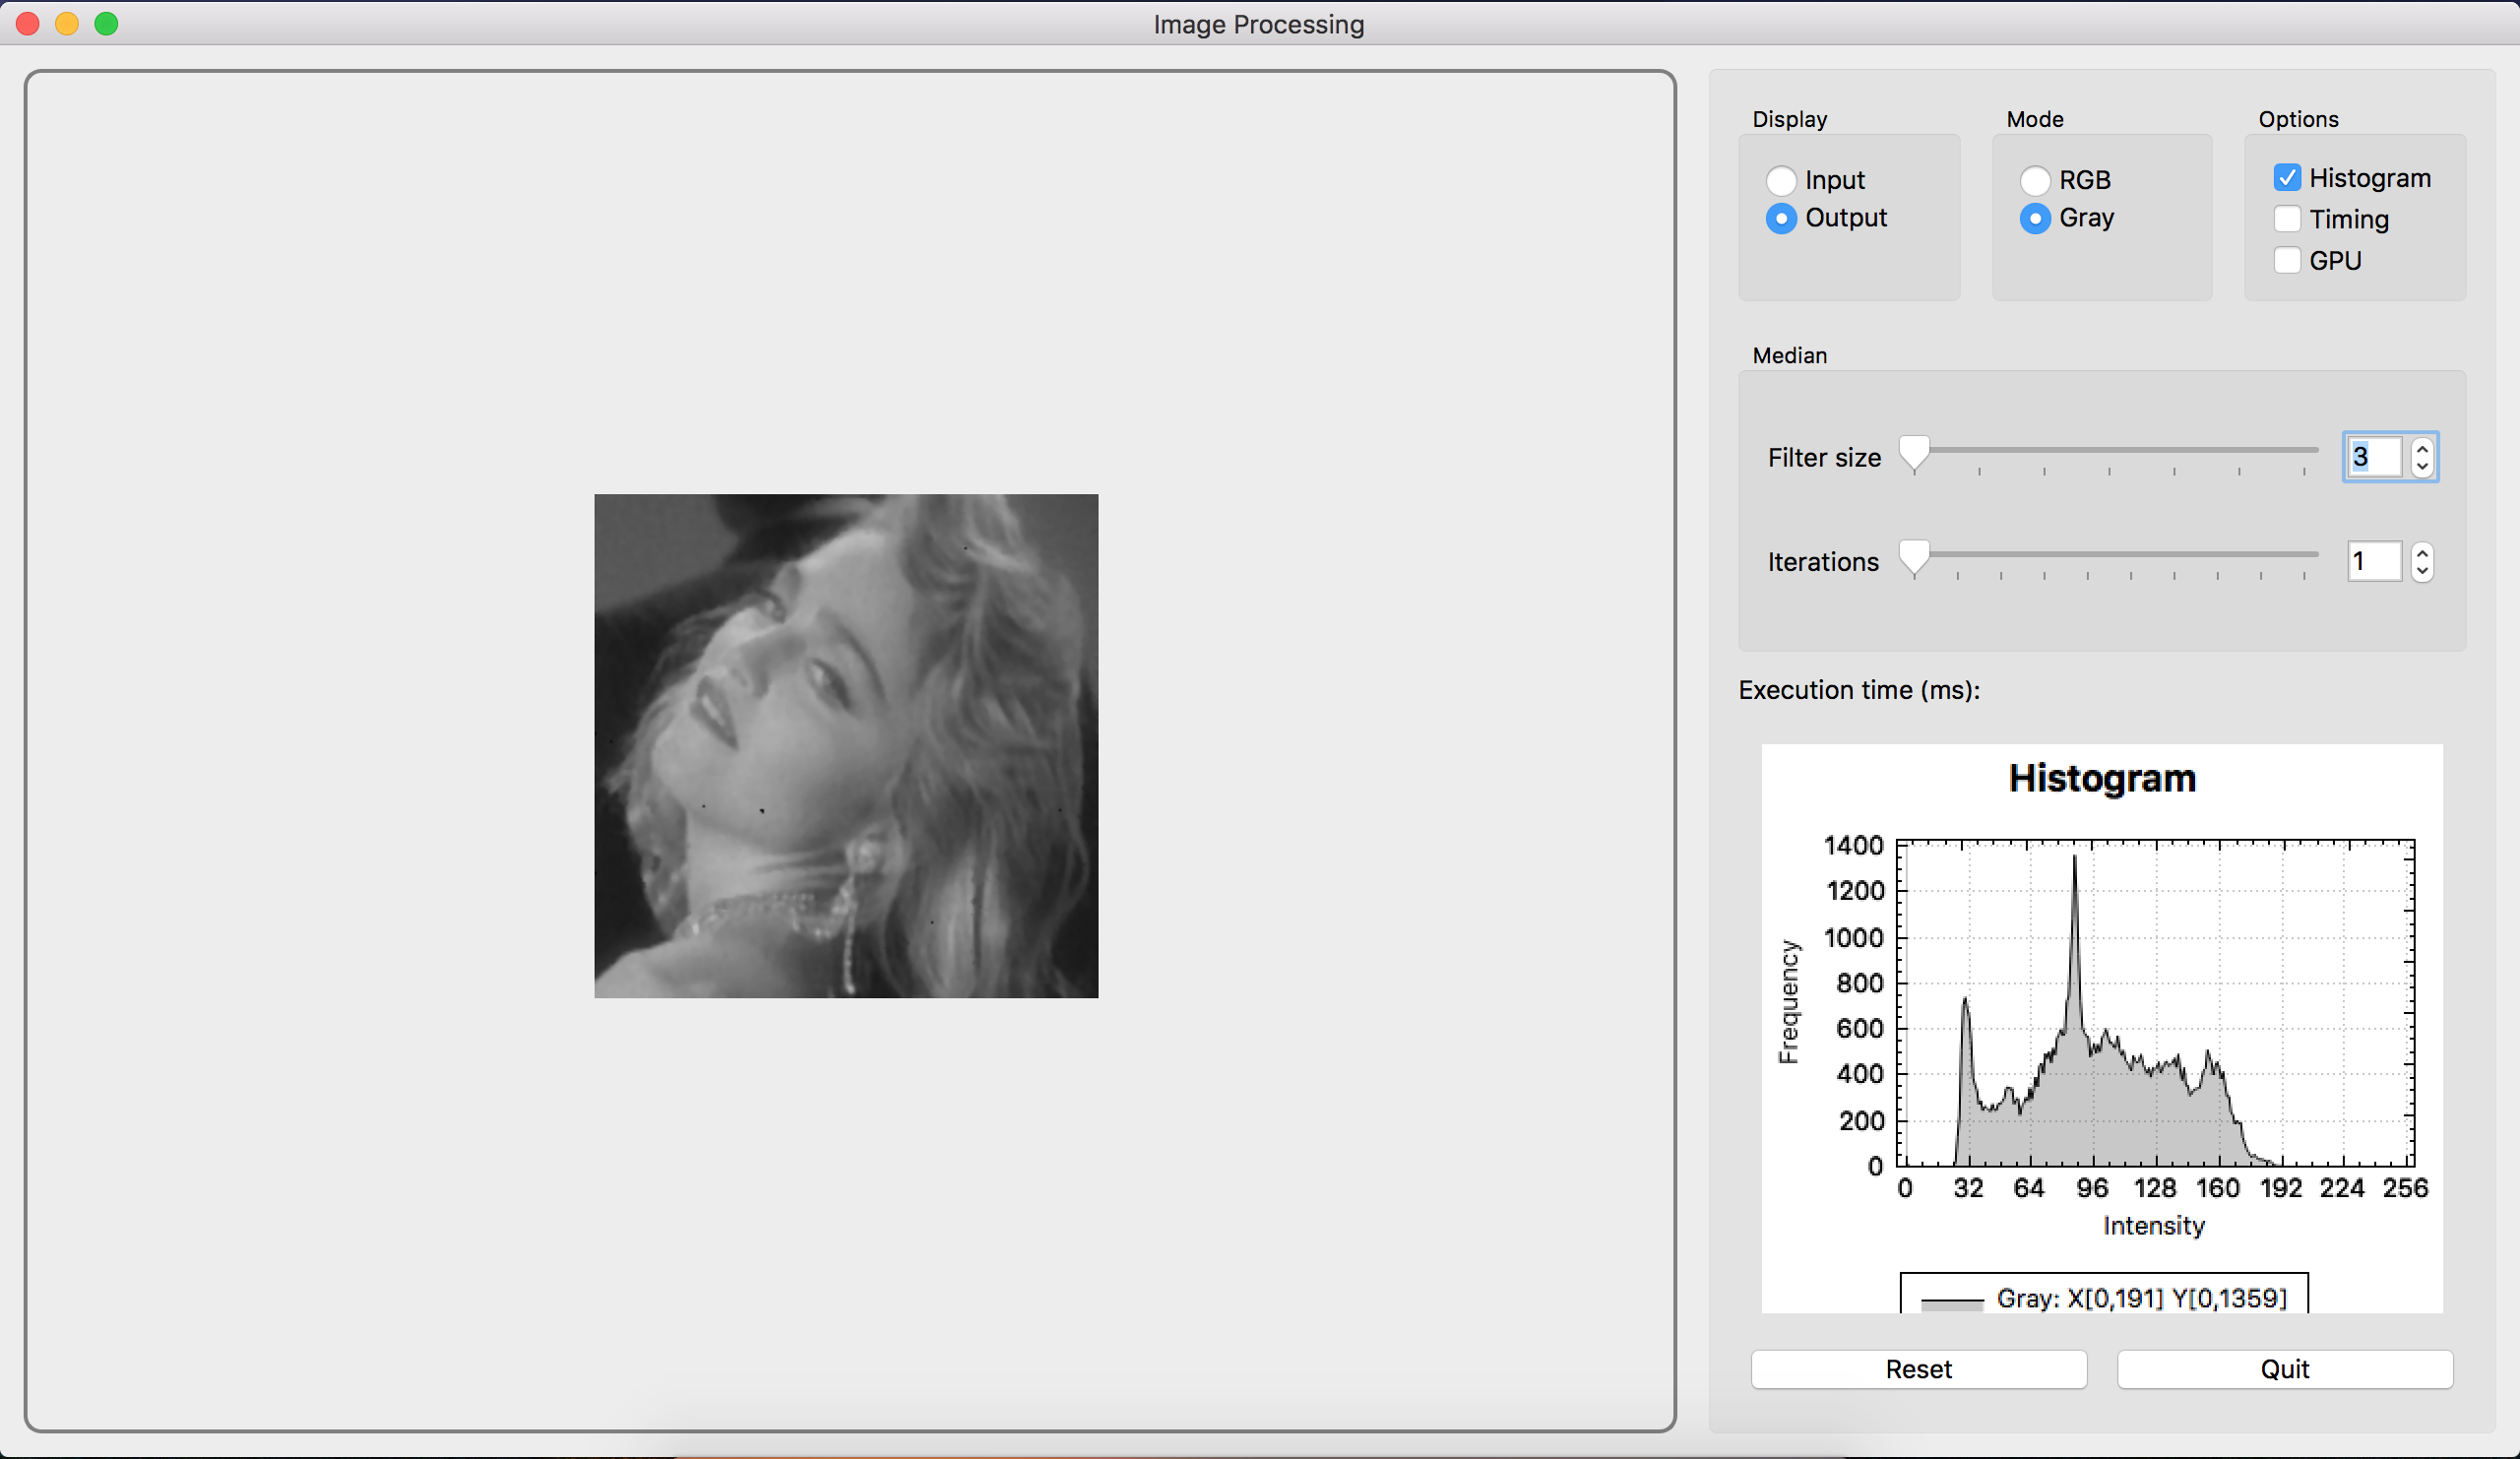 Image Processing
Display
Input
Output
Mode
RGB
Gray
Options
Histogram
Timing
GPU
Median
Filter size 3
Iterations 1
Execution time (ms):
Histogram
Frequency
1400
1200
1000
800
600
400
200
0
0 32 64 96 128 160 192 224 256
Intensity
Gray: X[0,191] Y[0,1359]
Reset Quit